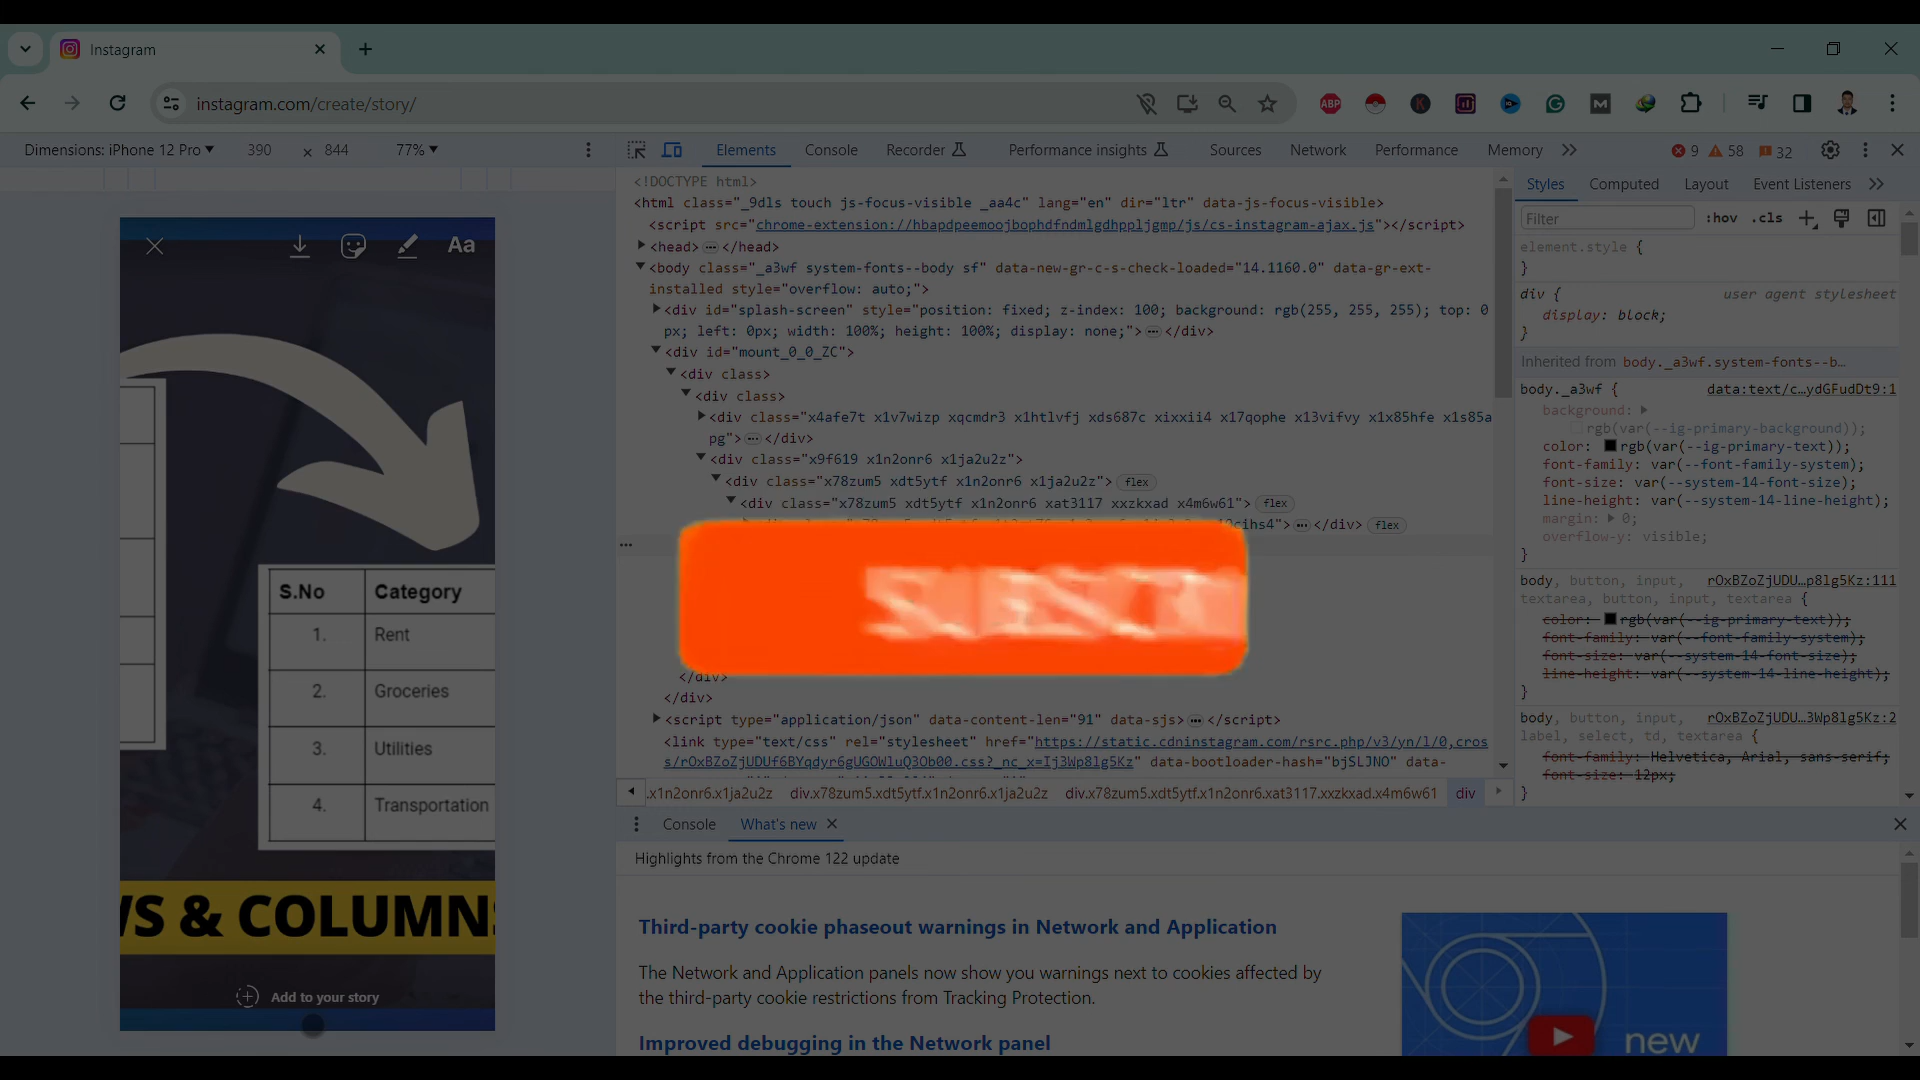 Instagram
instagram.com/create/story/
Dimensions: iPhone 12 Pro 390 × 844 77%
Elements Console Recorder Performance insights Sources Network Performance Memory 9 58 32
Aa
S.No Category
1. Rent
2. Groceries
3. Utilities
4. Transportation
& COLUMN
Add to your story
<!DOCTYPE html>
<html class="_9dls touch js-focus-visible _aa4c" lang="en" dir="ltr" data-js-focus-visible>
<script src="chrome-extension://hbapdpeemoojbophdfndmlgdhppljgmp/js/cs-instagram-ajax.js"></script>
<head> </head>
<body class="_a3wf system-fonts--body sf" data-new-gr-c-s-check-loaded="14.1160.0" data-gr-ext-
installed style="overflow: auto;">
<div id="splash-screen" style="position: fixed; z-index: 100; background: rgb(255, 255, 255); top: 0
px; left: 0px; width: 100%; height: 100%; display: none;"> </div>
<div id="mount_0_0_ZC">
<div class>
<div class>
<div class="x4afe7t x1v7wizp xqcmdr3 x1htlvfj xds687c xixxii4 x17qophe x13vifvy x1x85hfe x1s85a
pg"> </div>
<div class="x9f619 x1n2onr6 x1ja2u2z">
<div class="x78zum5 xdt5ytf x1n2onr6 x1ja2u2z"> flex
<div class="x78zum5 xdt5ytf x1n2onr6 xat3117 xxzkxad x4m6w61"> flex
</div> flex
</div>
</div>
<script type="application/json" data-content-len="91" data-sjs> </script>
<link type="text/css" rel="stylesheet" href="https://static.cdninstagram.com/rsrc.php/v3/yn/l/0,cros
s/rOxBZoZjUDUf6BYqdyr6gUGOWluQ3Ob00.css?_nc_x=Ij3Wp8lg5Kz" data-bootloader-hash="bjSLJNO" data-
.x1n2onr6.x1ja2u2z div.x78zum5.xdt5ytf.x1n2onr6.x1ja2u2z div.x78zum5.xdt5ytf.x1n2onr6.xat3117.xxzkxad.x4m6w61 div
Styles Computed Layout Event Listeners
Filter :hov .cls
element.style {
}
div { user agent stylesheet
display: block;
}
Inherited from body._a3wf.system-fonts--b…
body._a3wf { data:text/c…ydGFudDt9:1
background:
rgb(var(--ig-primary-background));
color: rgb(var(--ig-primary-text));
font-family: var(--font-family-system);
font-size: var(--system-14-font-size);
line-height: var(--system-14-line-height);
margin: 0;
overflow-y: visible;
}
body, button, input, rOxBZoZjUDU…p8lg5Kz:111
textarea, button, input, textarea {
color: rgb(var(--ig-primary-text));
font-family: var(--font-family-system);
font-size: var(--system-14-font-size);
line-height: var(--system-14-line-height);
}
body, button, input, rOxBZoZjUDU…3Wp8lg5Kz:2
label, select, td, textarea {
font-family: Helvetica, Arial, sans-serif;
font-size: 12px;
}
Console What's new
Highlights from the Chrome 122 update
Third-party cookie phaseout warnings in Network and Application
The Network and Application panels now show you warnings next to cookies affected by
the third-party cookie restrictions from Tracking Protection.
Improved debugging in the Network panel
new